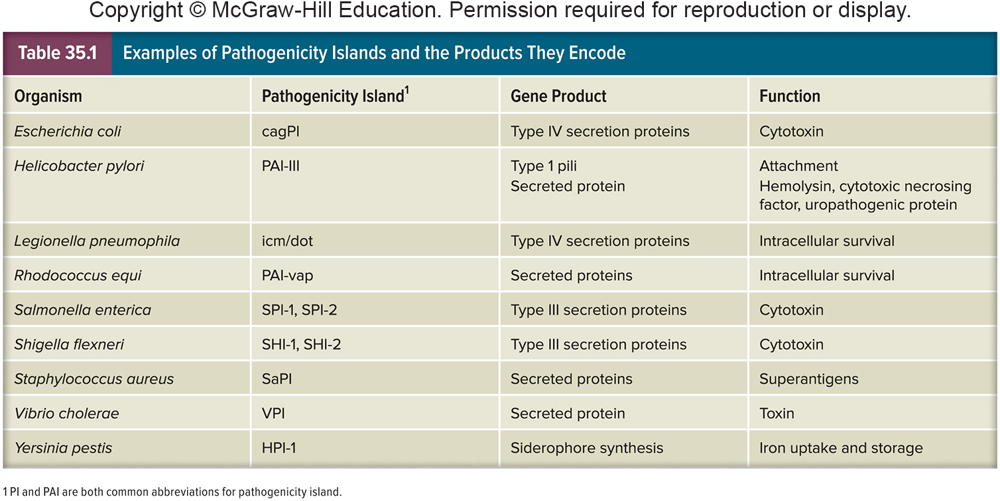 Copyright © McGraw-Hill Education. Permission required for reproduction or display.
Table 35.1 Examples of Pathogenicity Islands and the Products They Encode
Organism Pathogenicity Island1 Gene Product Function
Escherichia coli cagPI Type IV secretion proteins Cytotoxin
Helicobacter pylori PAI-III Type 1 pili Attachment
Secreted protein Hemolysin, cytotoxic necrosing
factor, uropathogenic protein
Legionella pneumophila icm/dot Type IV secretion proteins Intracellular survival
Rhodococcus equi PAI-vap Secreted proteins Intracellular survival
Salmonella enterica SPI-1, SPI-2 Type III secretion proteins Cytotoxin
Shigella flexneri SHI-1, SHI-2 Type III secretion proteins Cytotoxin
Staphylococcus aureus SaPI Secreted proteins Superantigens
Vibrio cholerae VPI Secreted protein Toxin
Yersinia pestis HPI-1 Siderophore synthesis Iron uptake and storage
1 PI and PAI are both common abbreviations for pathogenicity island.